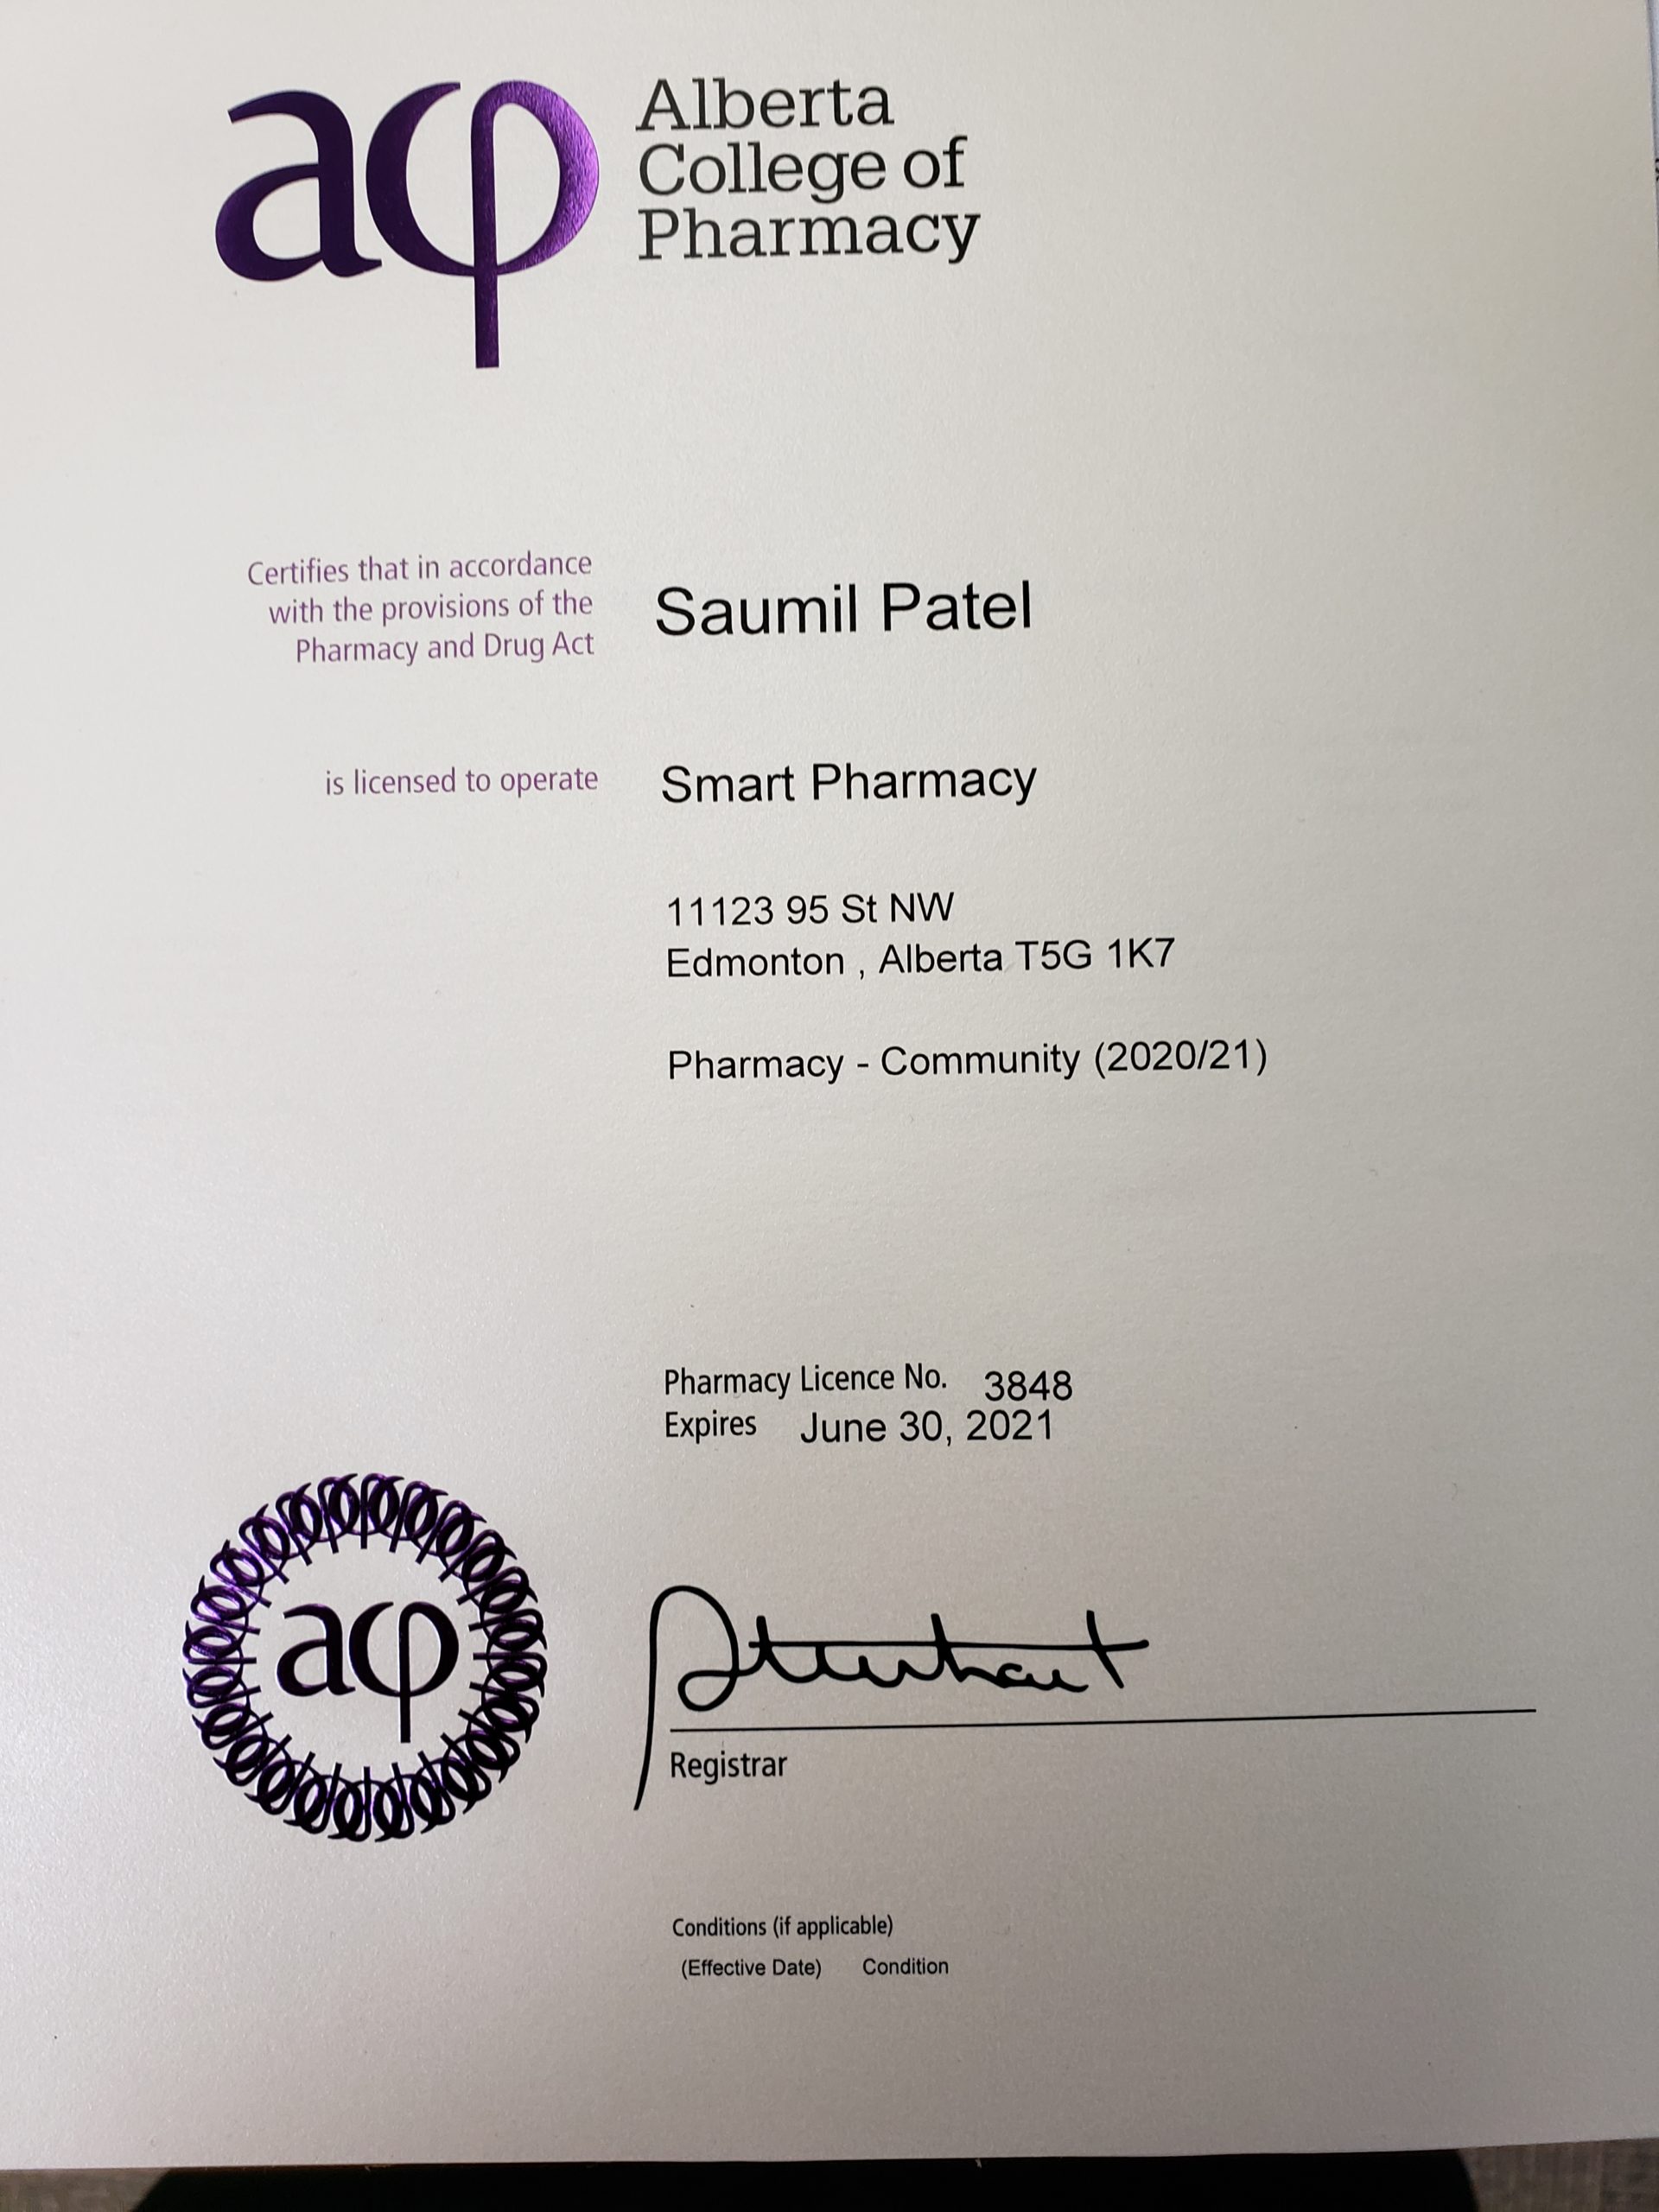 acp
Alberta
College of
Pharmacy
Certifies that in accordance
with the provisions of the
Pharmacy and Drug Act
Saumil Patel
is licensed to operate
Smart Pharmacy
11123 95 St NW
Edmonton , Alberta T5G 1K7
Pharmacy - Community (2020/21)
Pharmacy Licence No. 3848
Expires June 30, 2021
acp
Registrar
Conditions (if applicable)
(Effective Date) Condition